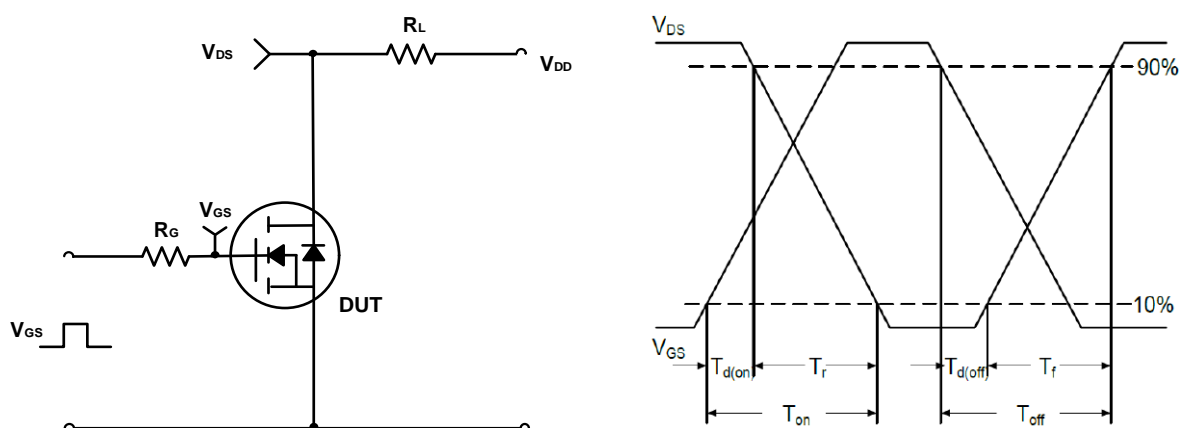 RL
VDS
VDD
VGS
RG
DUT
VGS
VDS
90%
10%
VGS
Td(on)
Tr
Td(off)
Tf
Ton
Toff